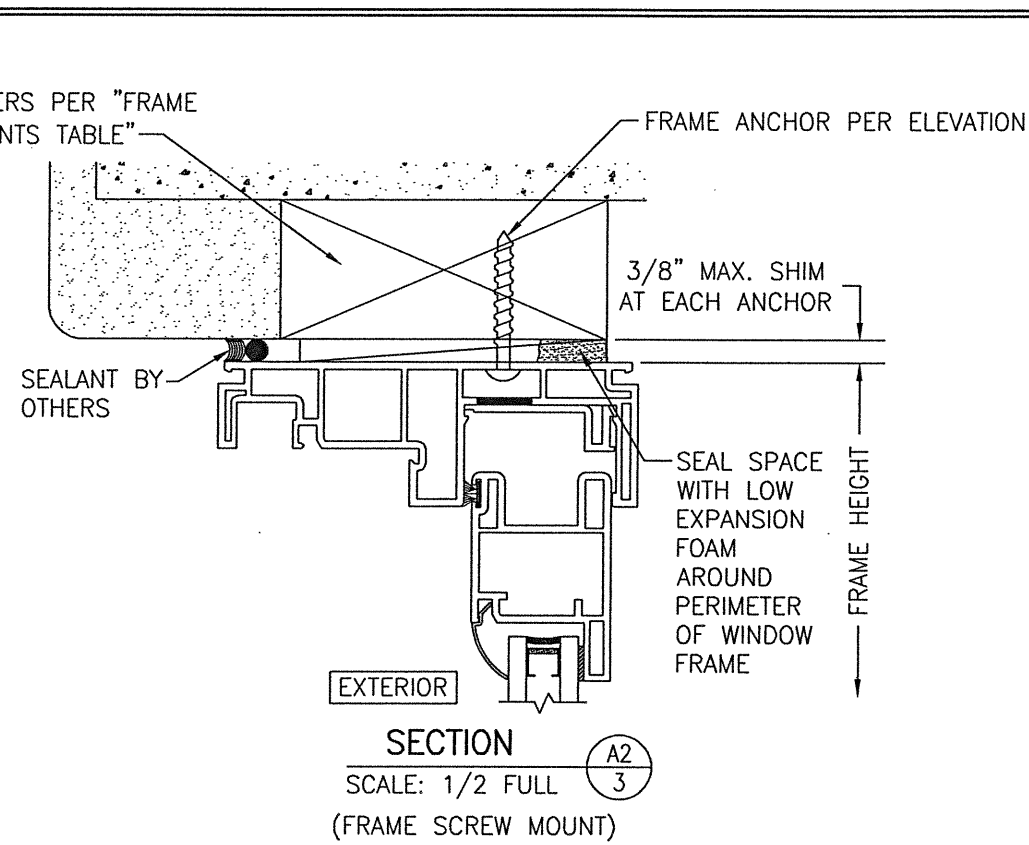 ERS PER "FRAME
NTS TABLE"
FRAME ANCHOR PER ELEVATION
3/8" MAX. SHIM
AT EACH ANCHOR
SEALANT BY
OTHERS
SEAL SPACE
WITH LOW
EXPANSION
FOAM
AROUND
PERIMETER
OF WINDOW
FRAME
FRAME HEIGHT
EXTERIOR
SECTION
A2
3
SCALE: 1/2 FULL
(FRAME SCREW MOUNT)